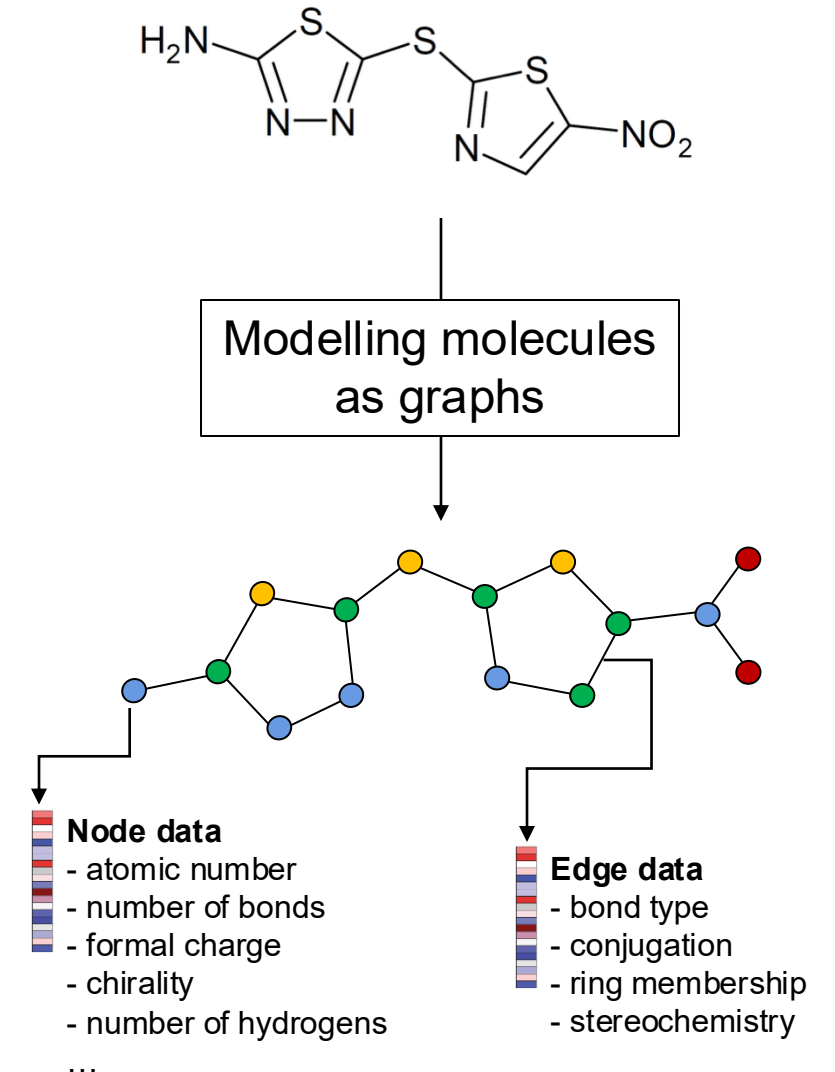 S
H2N
S
S
N
N
N
NO2
Modelling molecules
as graphs
Node data
- atomic number
- number of bonds
- formal charge
- chirality
- number of hydrogens
...
Edge data
- bond type
- conjugation
- ring membership
- stereochemistry